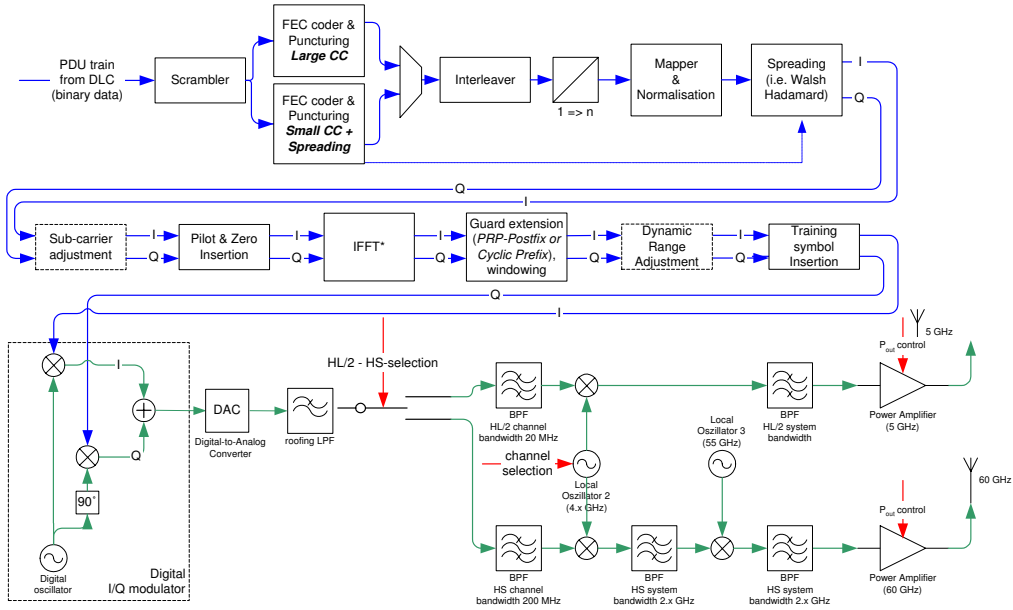 PDU train
from DLC
(binary data)
Scrambler
FEC coder &
Puncturing
Large CC
FEC coder &
Puncturing
Small CC +
Spreading
Interleaver
1 => n
Mapper
&
Normalisation
Spreading
(i.e. Walsh
Hadamard)
I
Q
Q
I
Sub-carrier
adjustment
I
Q
Pilot & Zero
Insertion
I
Q
IFFT*
I
Q
Guard extension
(PRP-Postfix or
Cyclic Prefix),
windowing
I
Q
Dynamic
Range
Adjustment
I
Q
Training
symbol
Insertion
Q
I
I
Q
90°
Digital
oscillator
Digital
I/Q modulator
DAC
Digital-to-Analog
Converter
roofing LPF
HL/2 - HS-selection
BPF
HL/2 channel
bandwidth 20 MHz
channel
selection
Local
Oszillator 2
(4.x GHz)
Local
Oszillator 3
(55 GHz)
BPF
HL/2 system
bandwidth
Pout control
5 GHz
Power Amplifier
(5 GHz)
BPF
HS channel
bandwidth 200 MHz
BPF
HS system
bandwidth 2.x GHz
BPF
HS system
bandwidth 2.x GHz
Pout control
60 GHz
Power Amplifier
(60 GHz)